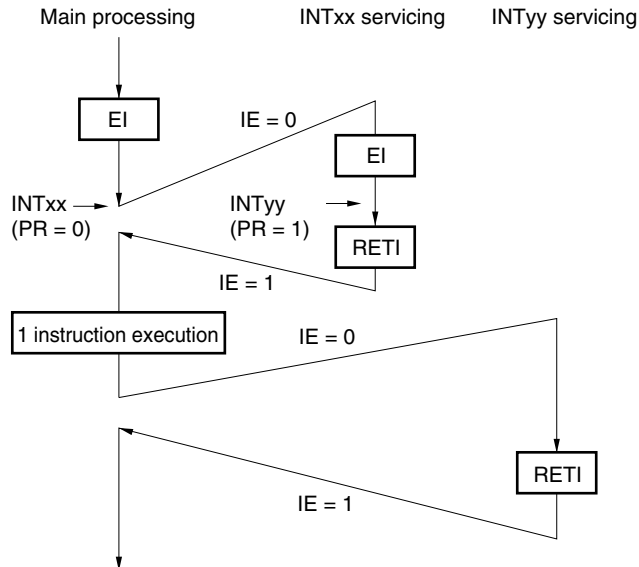 Main processing
INTxx servicing
INTyy servicing
EI
IE = 0
EI
INTxx
(PR = 0)
INTyy
(PR = 1)
RETI
IE = 1
1 instruction execution
IE = 0
RETI
IE = 1